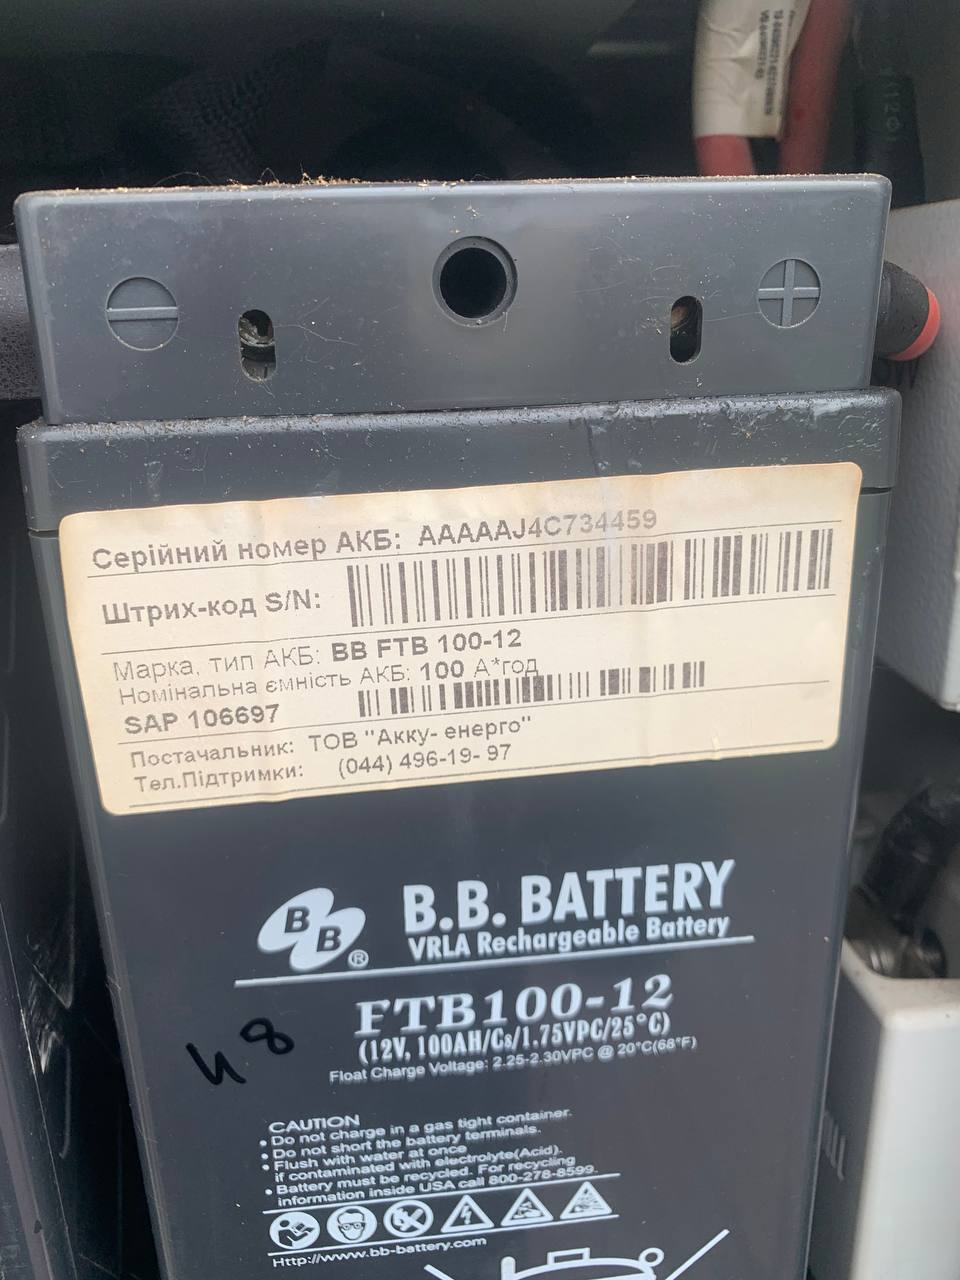 Серійний номер АКБ: AAAAAJ4C734459
Штрих-код S/N:
Марка, тип АКБ: BB FTB 100-12
Номінальна ємність АКБ: 100 А*год
SAP 106697
Постачальник: ТОВ "Акку- енерго"
Тел.Підтримки: (044) 496-19- 97
BB®
B.B. BATTERY
VRLA Rechargeable Battery
FTB100-12
(12V, 100AH/C8/1.75VPC/25°C)
Float Charge Voltage: 2.25-2.30VPC @ 20°C(68°F)
48
CAUTION
• Do not charge in a gas tight container.
• Do not short the battery terminals.
• Flush with water at once
if contaminated with electrolyte(Acid).
• Battery must be recycled. For recycling
information inside USA call 800-278-8599.
Http://www.bb-battery.com